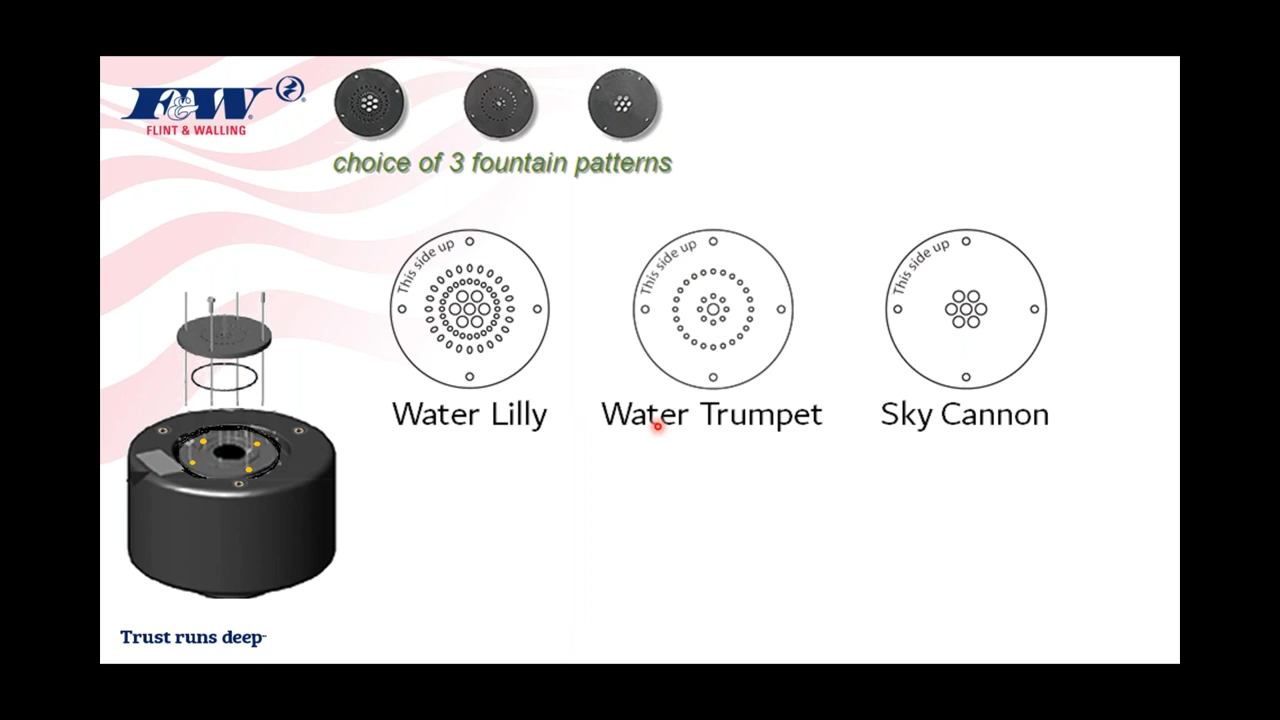 F&W
FLINT & WALLING
choice of 3 fountain patterns
This side up
This side up
This side up
Water Lilly
Water Trumpet
Sky Cannon
Trust runs deep